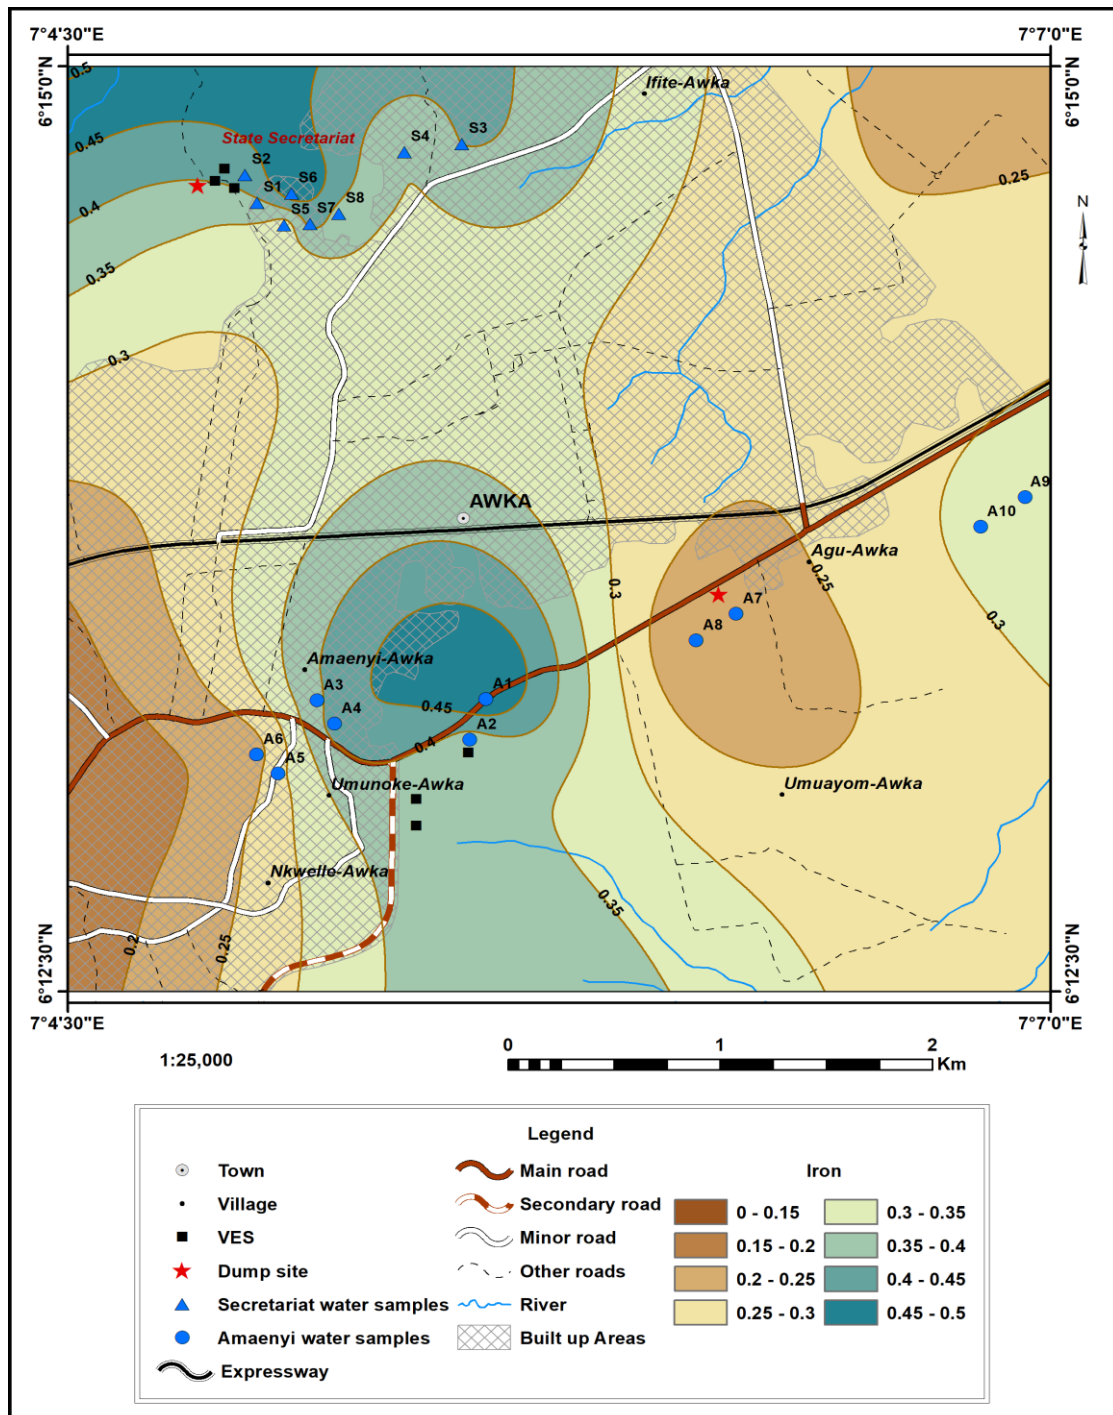 7°4'30"E
7°7'0"E
6°15'0"N
6°15'0"N
0.5
Ifite-Awka
0.45
State Secretariat
S4
S3
S2
S6
0.25
S1
S8
0.4
S5
S7
N
0.35
0.3
AWKA
A9
A10
Agu-Awka
0.25
0.3
A7
0.3
A8
Amaenyi-Awka
A3
A1
0.45
A4
A2
0.4
A6
A5
Umunoke-Awka
Umuayom-Awka
Nkwelle-Awka
0.35
0.2
0.25
6°12'30"N
6°12'30"N
7°4'30"E
7°7'0"E
1:25,000
0 1 2
Km
Legend
Town
Village
VES
Dump site
Secretariat water samples
Amaenyi water samples
Expressway
Main road
Secondary road
Minor road
Other roads
River
Built up Areas
Iron
0 - 0.15
0.15 - 0.2
0.2 - 0.25
0.25 - 0.3
0.3 - 0.35
0.35 - 0.4
0.4 - 0.45
0.45 - 0.5